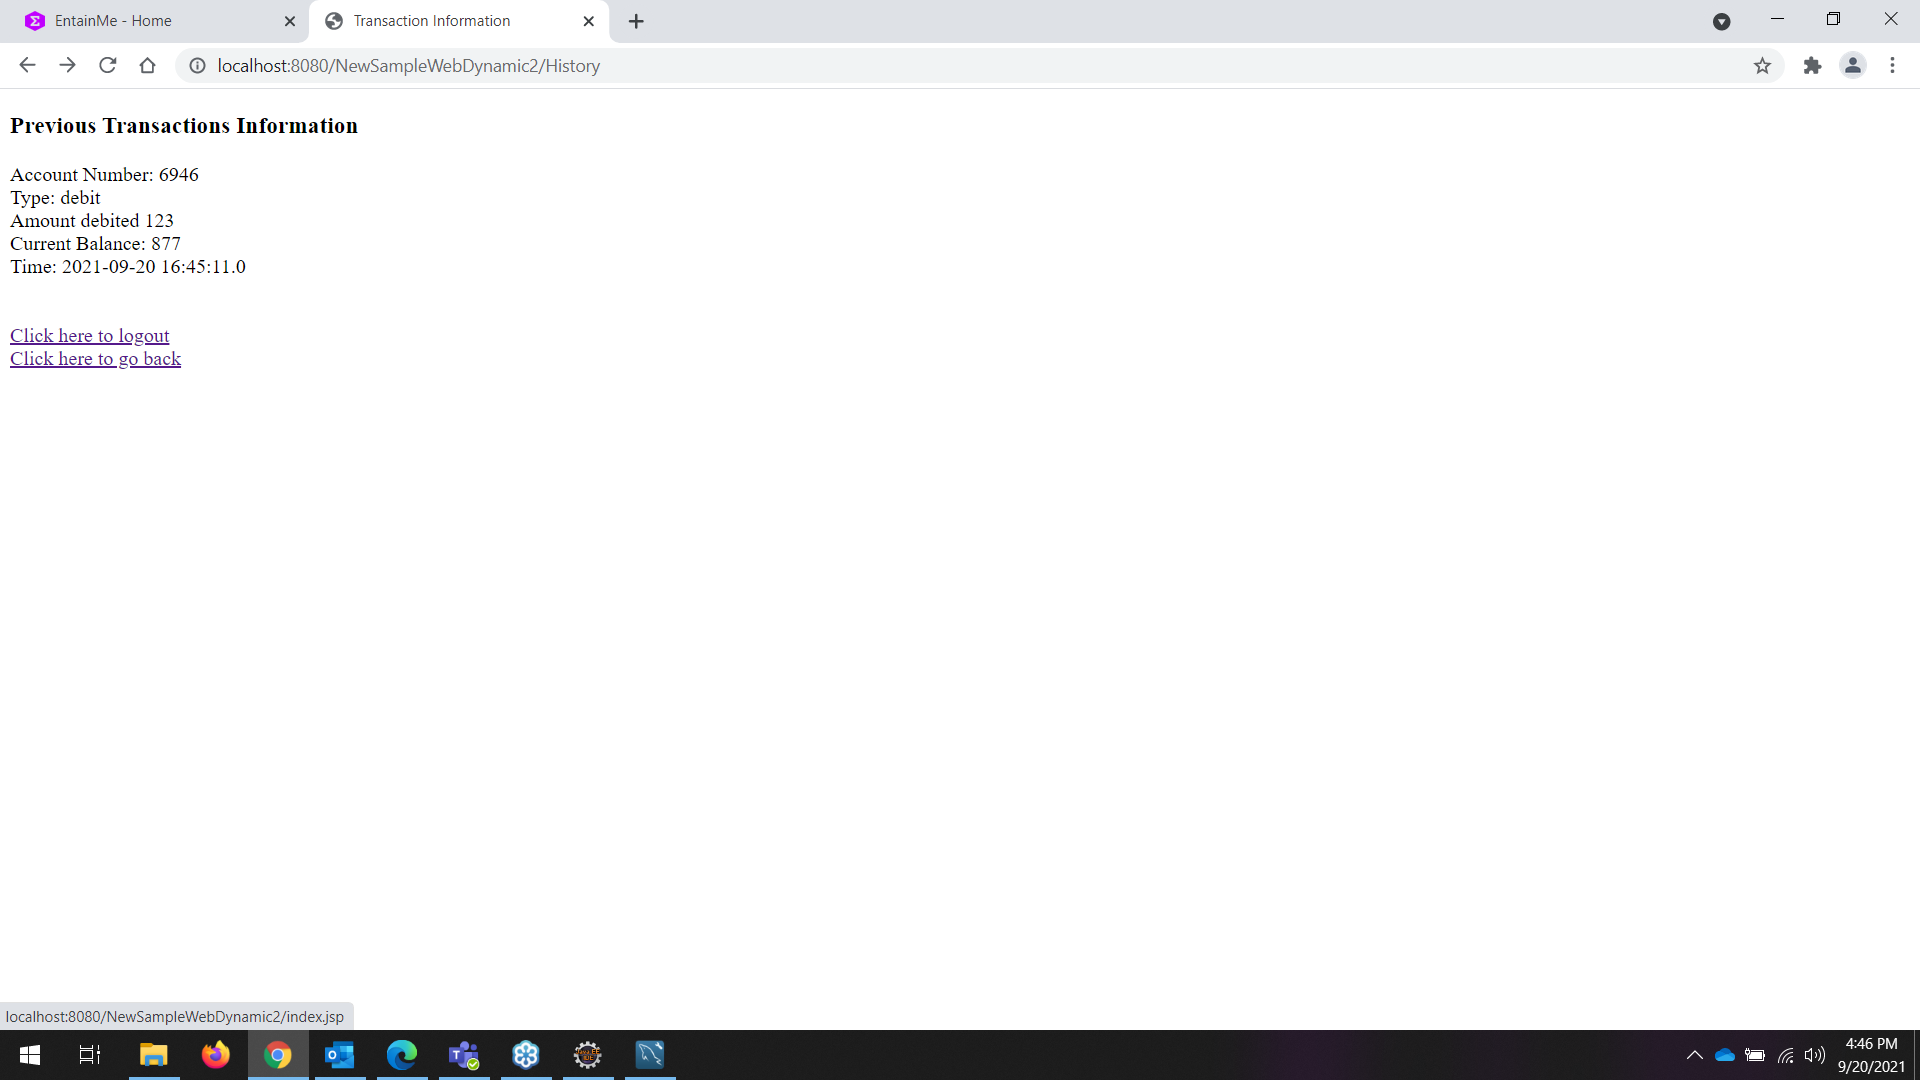 EntainMe - Home
Transaction Information
localhost:8080/NewSampleWebDynamic2/History
Previous Transactions Information
Account Number: 6946
Type: debit
Amount debited 123
Current Balance: 877
Time: 2021-09-20 16:45:11.0
Click here to logout
Click here to go back
localhost:8080/NewSampleWebDynamic2/index.jsp
4:46 PM
9/20/2021